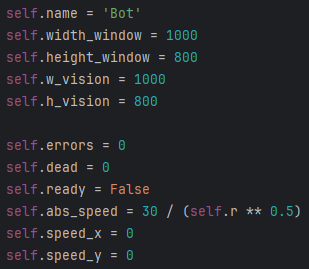 self.name = 'Bot'
self.width_window = 1000
self.height_window = 800
self.w_vision = 1000
self.h_vision = 800
self.errors = 0
self.dead = 0
self.ready = False
self.abs_speed = 30 / (self.r ** 0.5)
self.speed_x = 0
self.speed_y = 0